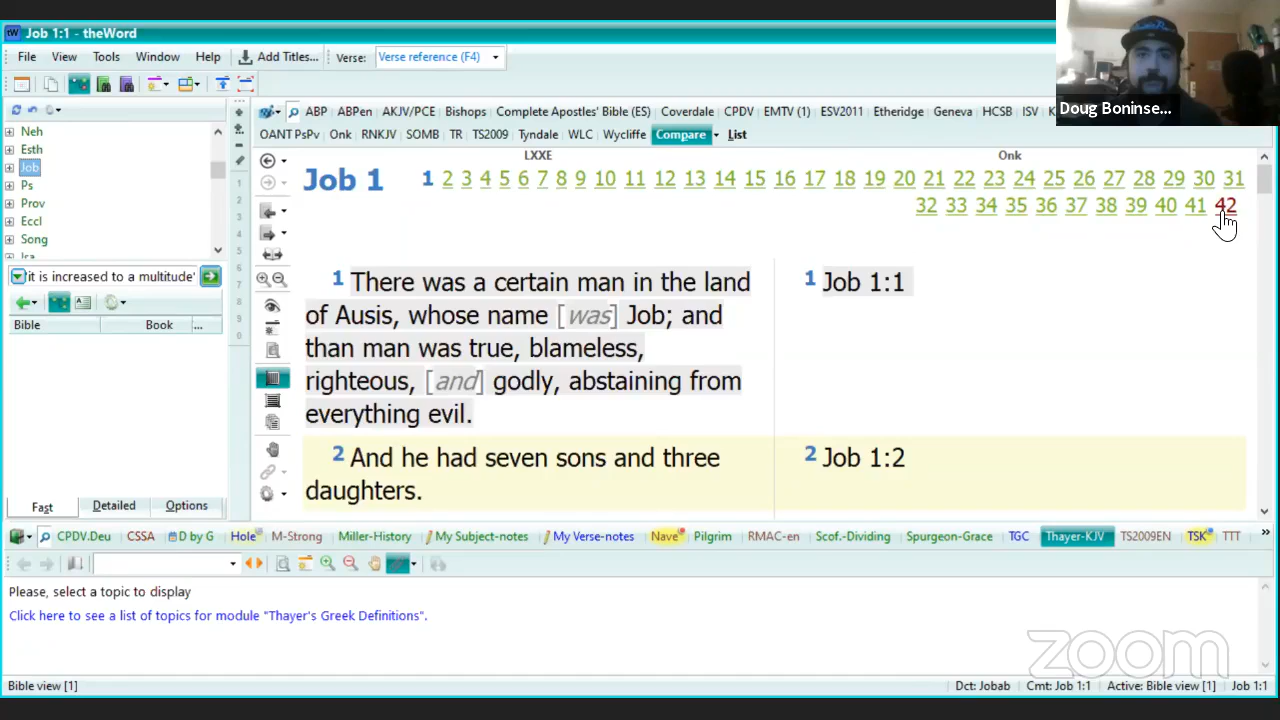 Job 1:1 - theWord
File View Tools Window Help Add Titles... Verse: Verse reference (F4)
Doug Boninse...
ABP ABPen AKJV/PCE Bishops Complete Apostles' Bible (ES) Coverdale CPDV EMTV (1) ESV2011 Etheridge Geneva HCSB ISV
OANT PsPv Onk RNKJV SOMB TR TS2009 Tyndale WLC Wycliffe Compare List
Neh
Esth
Job
Ps
Prov
Eccl
Song
it is increased to a multitude'
Bible Book ...
Fast Detailed Options
1
2
3
4
5
6
7
8
9
0
LXXE Onk
Job 1 1 2 3 4 5 6 7 8 9 10 11 12 13 14 15 16 17 18 19 20 21 22 23 24 25 26 27 28 29 30 31
32 33 34 35 36 37 38 39 40 41 42
1 There was a certain man in the land
of Ausis, whose name [was] Job; and
than man was true, blameless,
righteous, [and] godly, abstaining from
everything evil.
1 Job 1:1
2 And he had seven sons and three
daughters.
2 Job 1:2
CPDV.Deu CSSA D by G Hole M-Strong Miller-History My Subject-notes My Verse-notes Nave Pilgrim RMAC-en Scof.-Dividing Spurgeon-Grace TGC Thayer-KJV TS2009EN TSK TTT »
Please, select a topic to display
Click here to see a list of topics for module "Thayer's Greek Definitions".
zoom
Bible view [1] Dct: Jobab Cmt: Job 1:1 Active: Bible view [1] Job 1:1